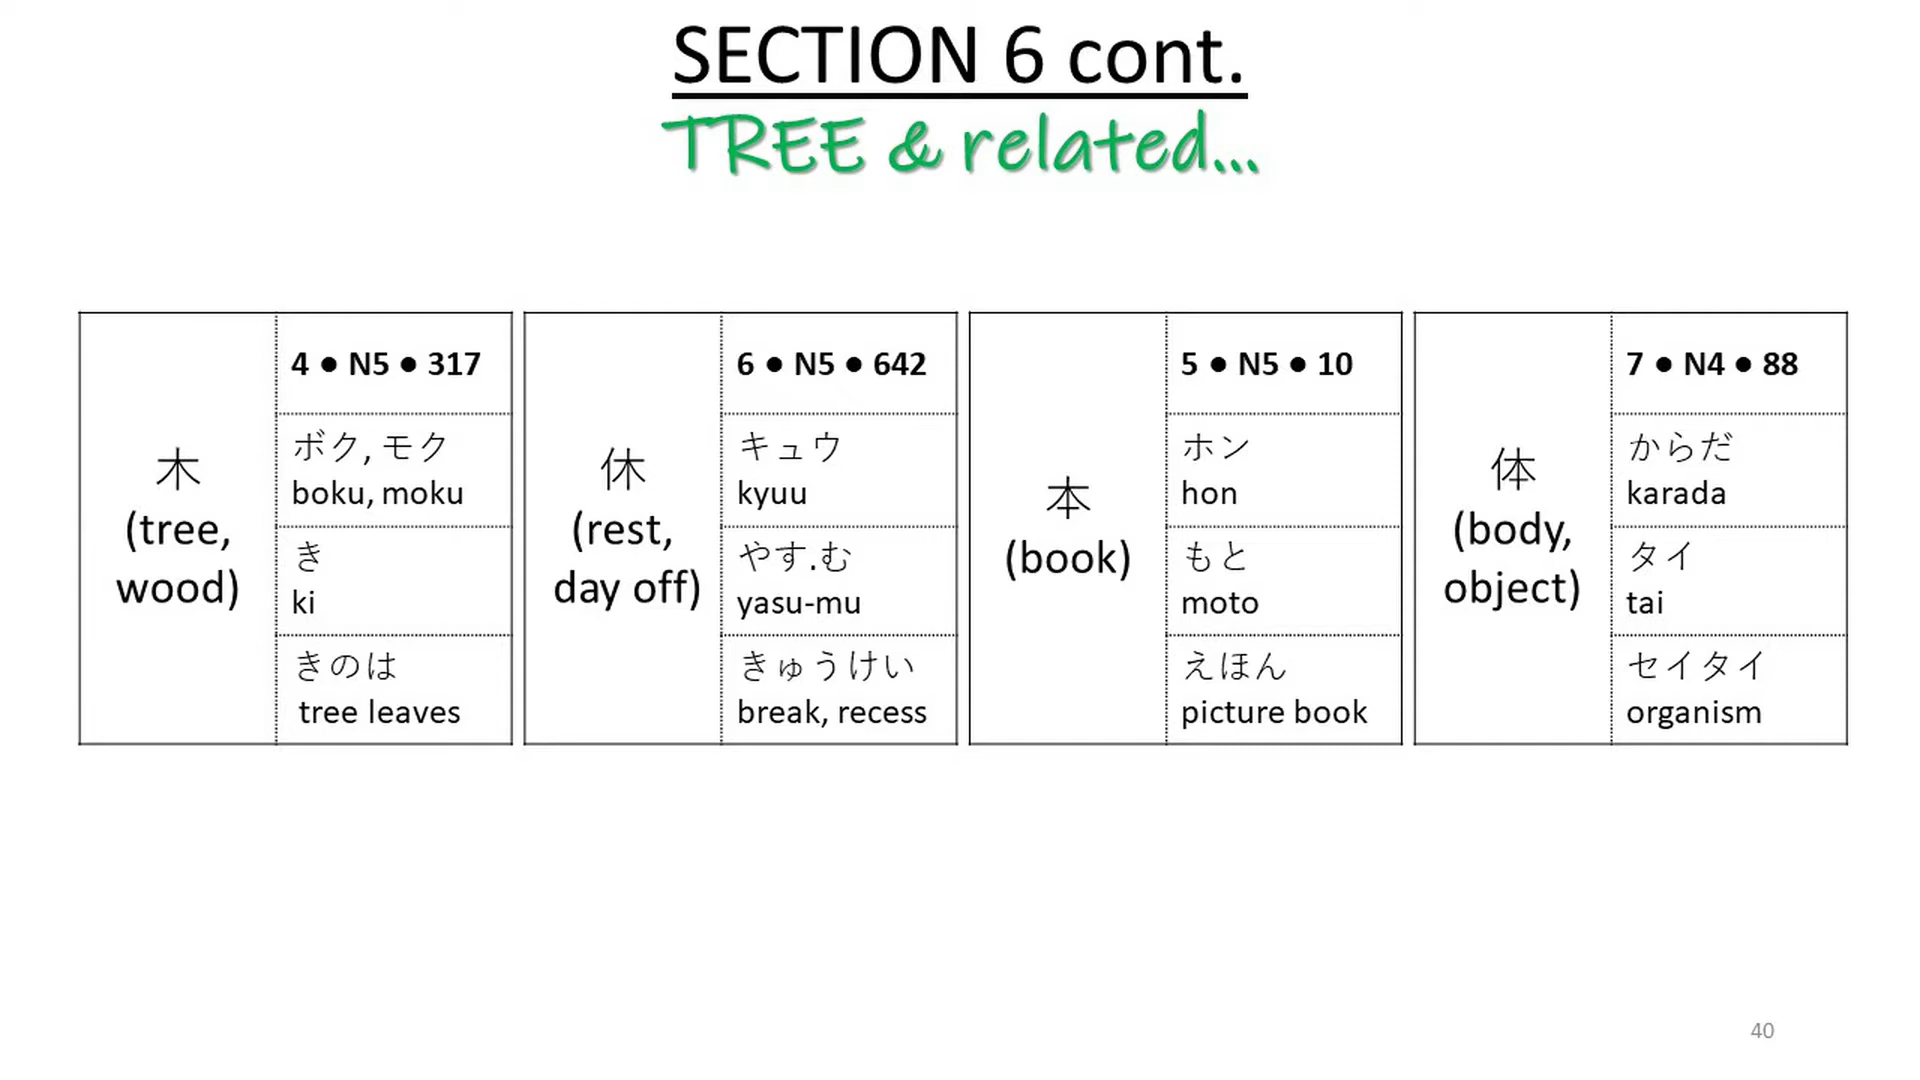 SECTION 6 cont.
TREE & related...
木
(tree,
wood)
4 ● N5 ● 317
ボク, モク
boku, moku
き
ki
きのは
tree leaves
休
(rest,
day off)
6 ● N5 ● 642
キュウ
kyuu
やす.む
yasu-mu
きゅうけい
break, recess
本
(book)
5 ● N5 ● 10
ホン
hon
もと
moto
えほん
picture book
体
(body,
object)
7 ● N4 ● 88
からだ
karada
タイ
tai
セイタイ
organism
40